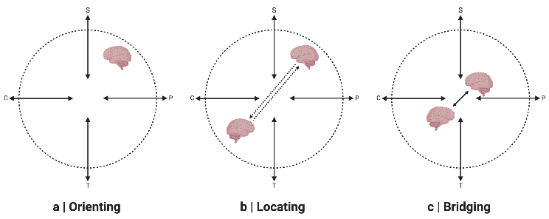 S S S
C P C P C P
T T T
a | Orienting b | Locating c | Bridging